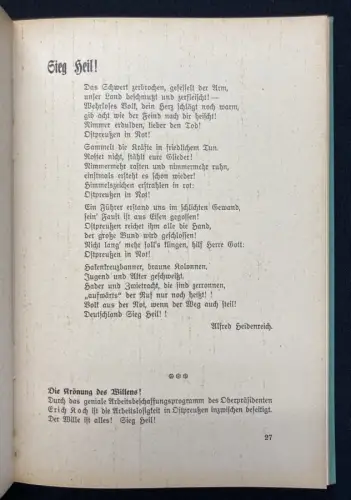 Sieg Heil!
Das Schwert zerbrochen, gefesselt der Arm,
unser Land beschmutzt und zerfleischt! —
Wehrloses Volk, dein Herz schlägt noch warm,
gib acht wie der Feind nach dir heischt!
Nimmer erdulden, lieber den Tod!
Ostpreußen in Not!
Sammelt die Kräfte in friedlichem Tun.
Rostet nicht, stählt eure Glieder!
Nimmermehr rasten und nimmermehr ruhn,
einstmals ersteht es schon wieder!
Himmelszeichen erstrahlen in rot:
Ostpreußen in Not!
Ein Führer erstand uns im schlichten Gewand,
sein' Faust ist aus Eisen gegossen!
Ostpreußen reichet ihm alle die Hand,
der große Bund wird geschlossen!
Nicht lang' mehr soll's klingen, hilf Herre Gott:
Ostpreußen in Not!
Hakenkreuzbanner, braune Kolonnen.
Jugend und Alter geschweißt.
Hader und Zwietracht, die sind zerronnen,
„aufwärts“ der Ruf nur noch heißt! !
Volk aus der Not, wenn der Weg auch steil!
Deutschland Sieg Heil! !
Alfred Heidenreich.
***
Die Krönung des Willens!
Durch das geniale Arbeitsbeschaffungsprogramm des Oberpräsidenten
Erich Koch ist die Arbeitslosigkeit in Ostpreußen inzwischen beseitigt.
Der Wille ist alles! Sieg Heil!
27